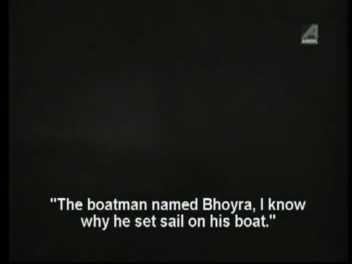 "The boatman named Bhoyra, I know
why he set sail on his boat."